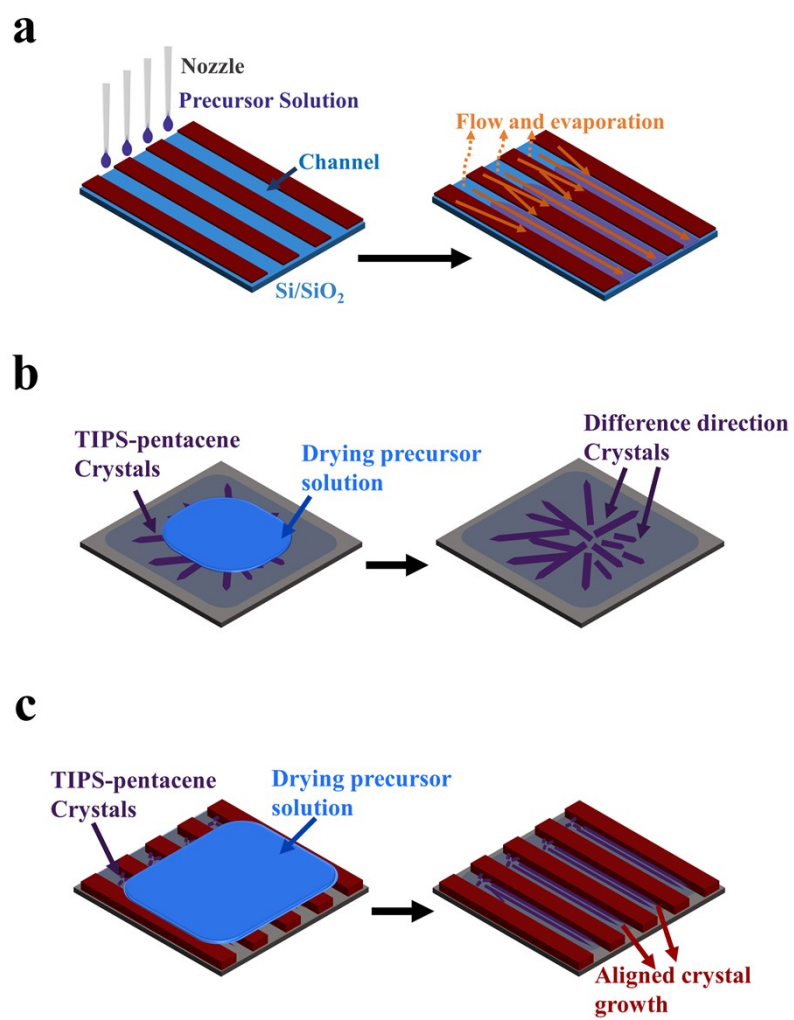 a
Nozzle
Precursor Solution
Channel
Si/SiO₂
Flow and evaporation
b
TIPS-pentacene
Crystals
Drying precursor
solution
Difference direction
Crystals
c
TIPS-pentacene
Crystals
Drying precursor
solution
Aligned crystal
growth